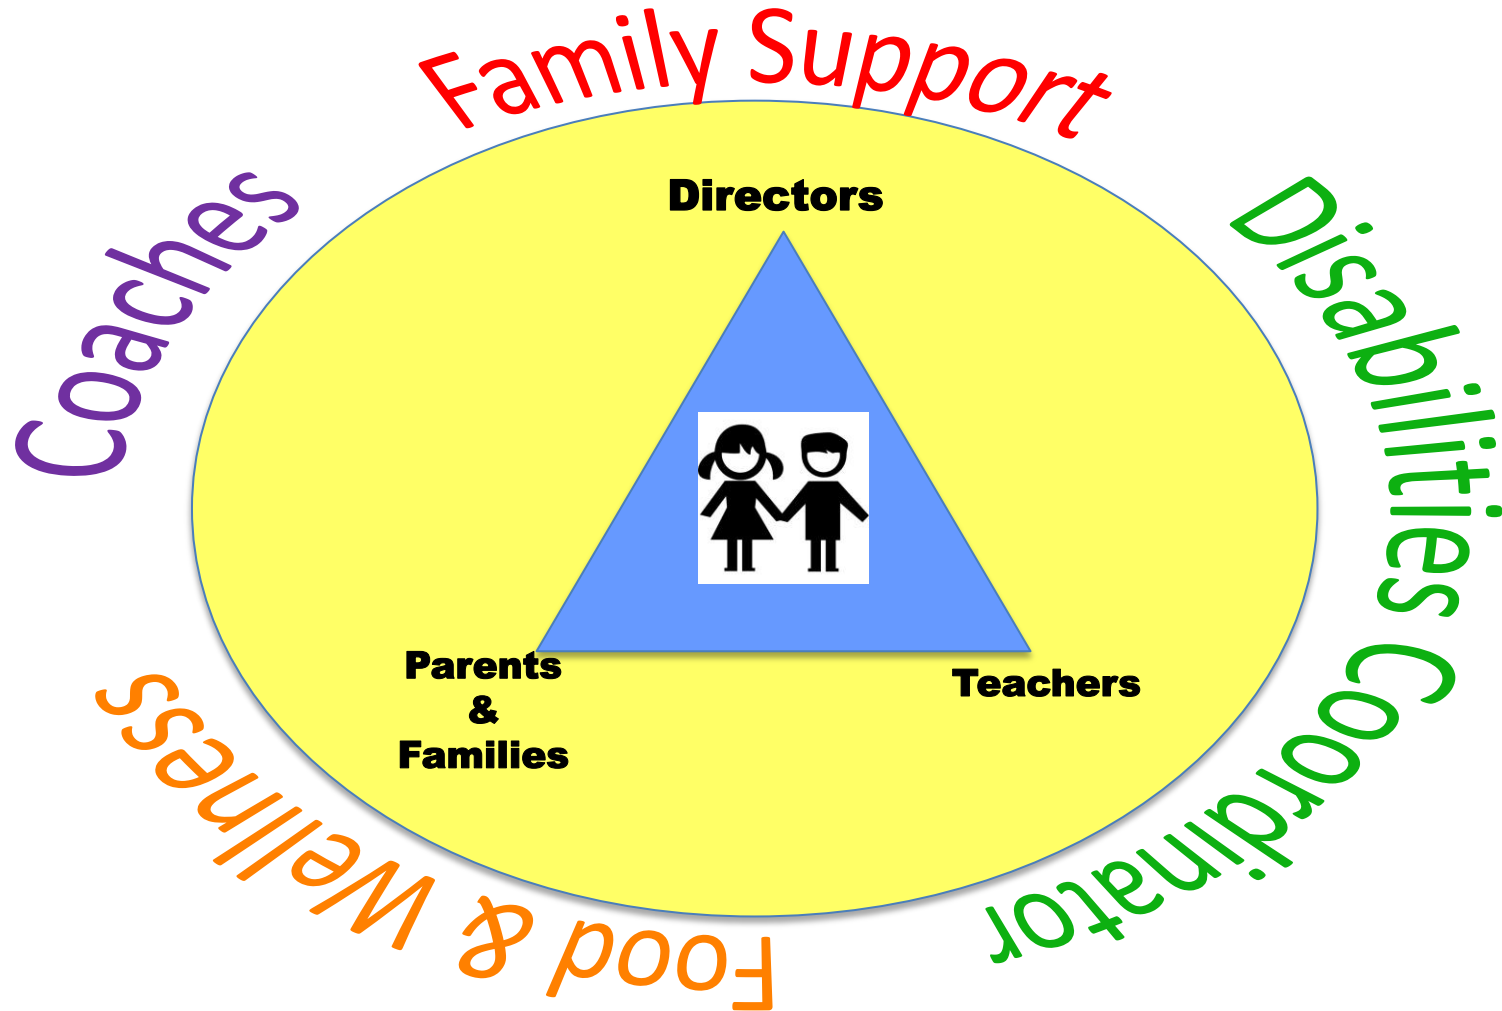 Family Support
Coaches
Disabilities Coordinator
Directors
Parents
&
Families
Teachers
Food & Wellness